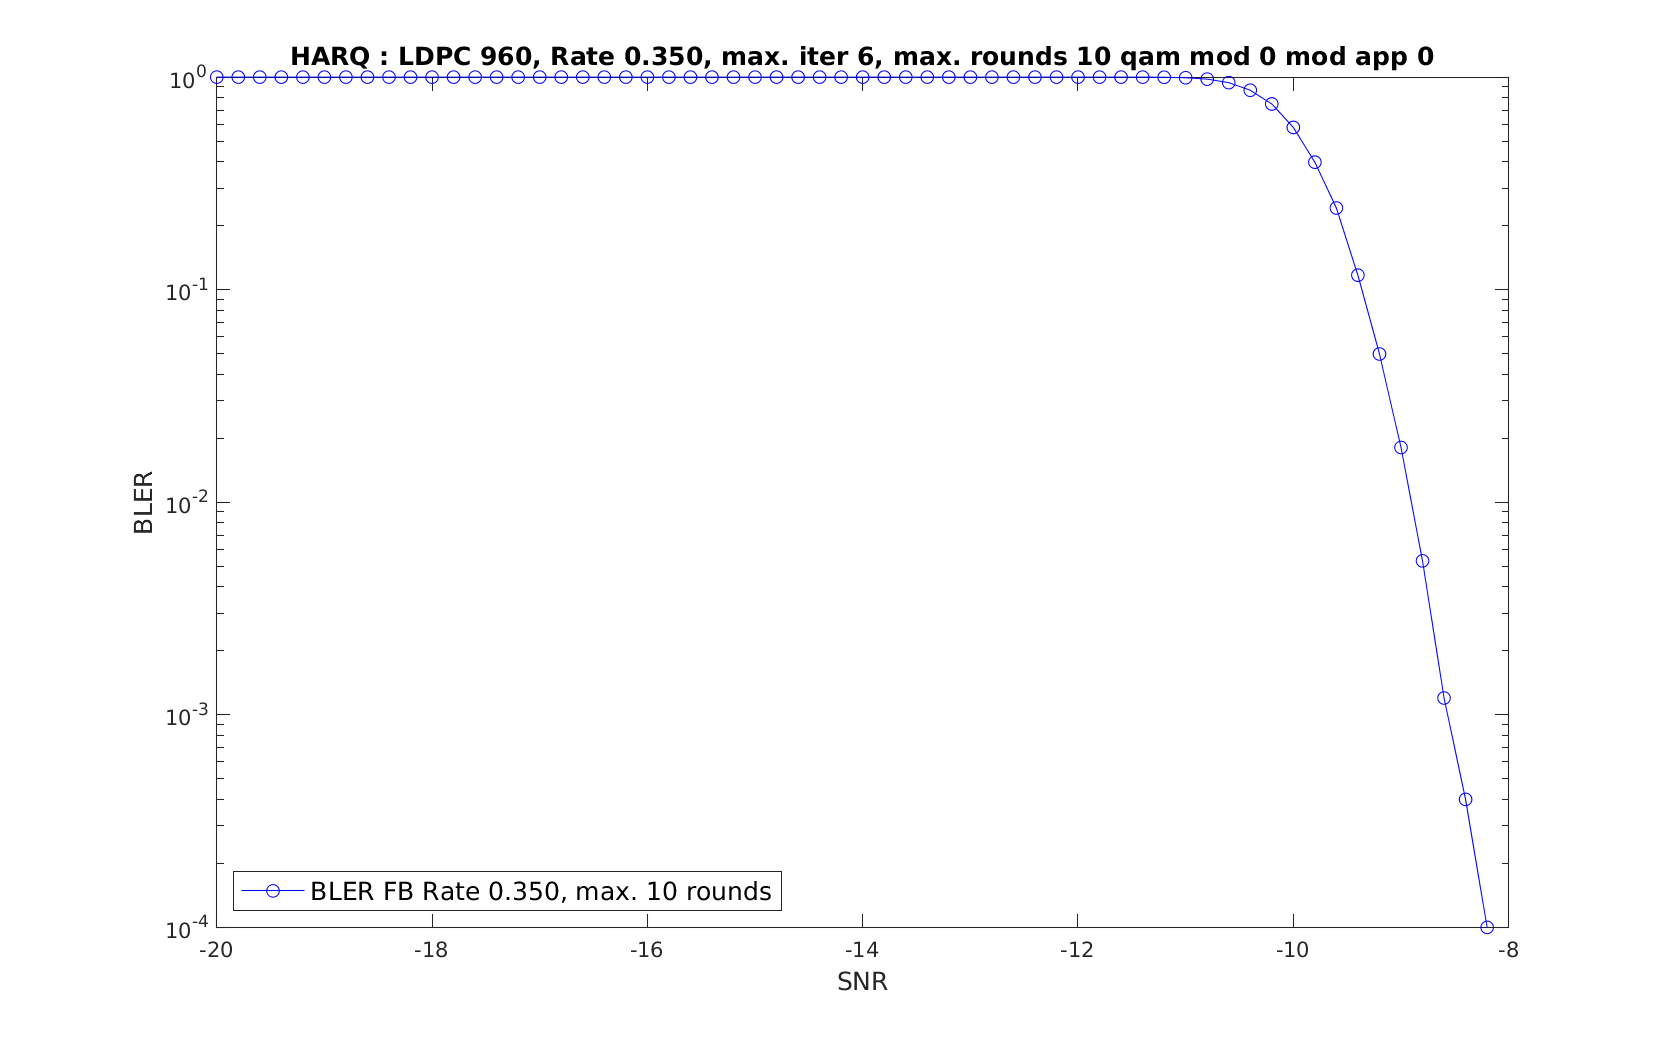 HARQ : LDPC 960, Rate 0.350, max. iter 6, max. rounds 10 qam mod 0 mod app 0
10^0
10^-1
10^-2
10^-3
10^-4
BLER
BLER FB Rate 0.350, max. 10 rounds
-20 -18 -16 -14 -12 -10 -8
SNR